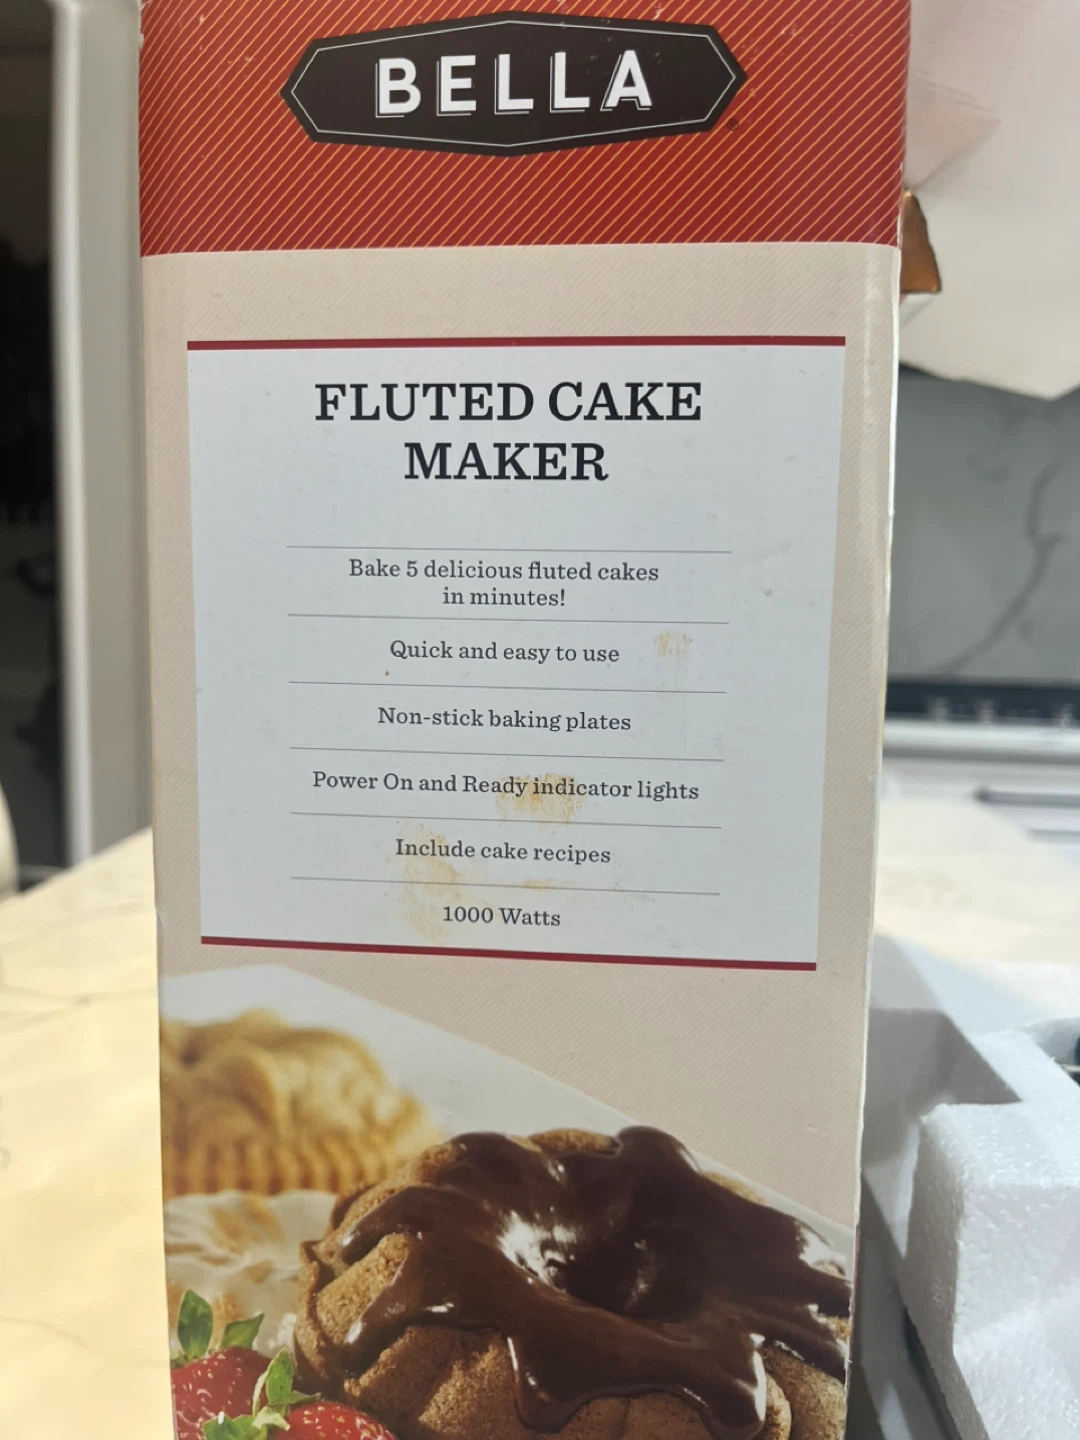 BELLA
FLUTED CAKE
MAKER
Bake 5 delicious fluted cakes
in minutes!
Quick and easy to use
Non-stick baking plates
Power On and Ready indicator lights
Include cake recipes
1000 Watts